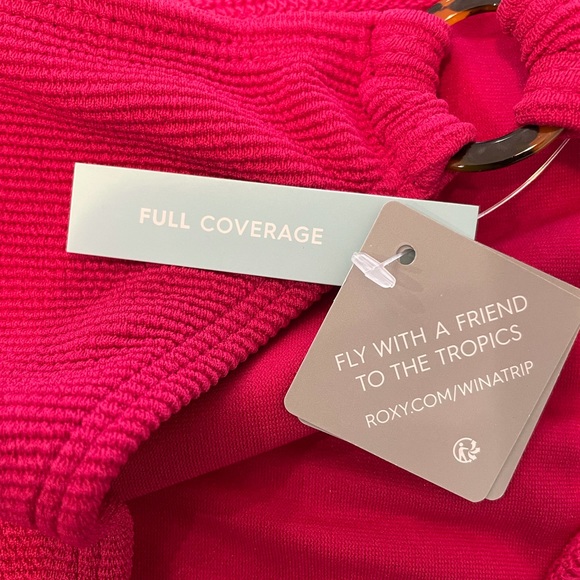 FULL COVERAGE
FLY WITH A FRIEND
TO THE TROPICS
ROXY.COM/WINATRIP